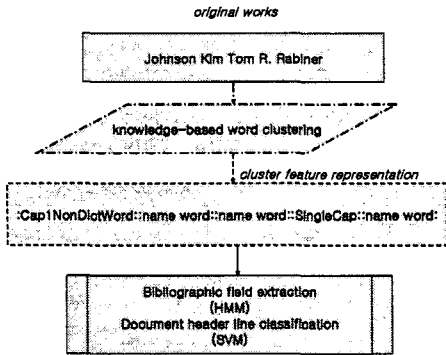 original works
Johnson Kim Tom R. Rabiner
knowledge-based word clustering
cluster feature representation
:Cap1NonDictWord::name word::name word::SingleCap::name word:
Bibliographic field extraction
(HMM)
Document header line classification
(SVM)